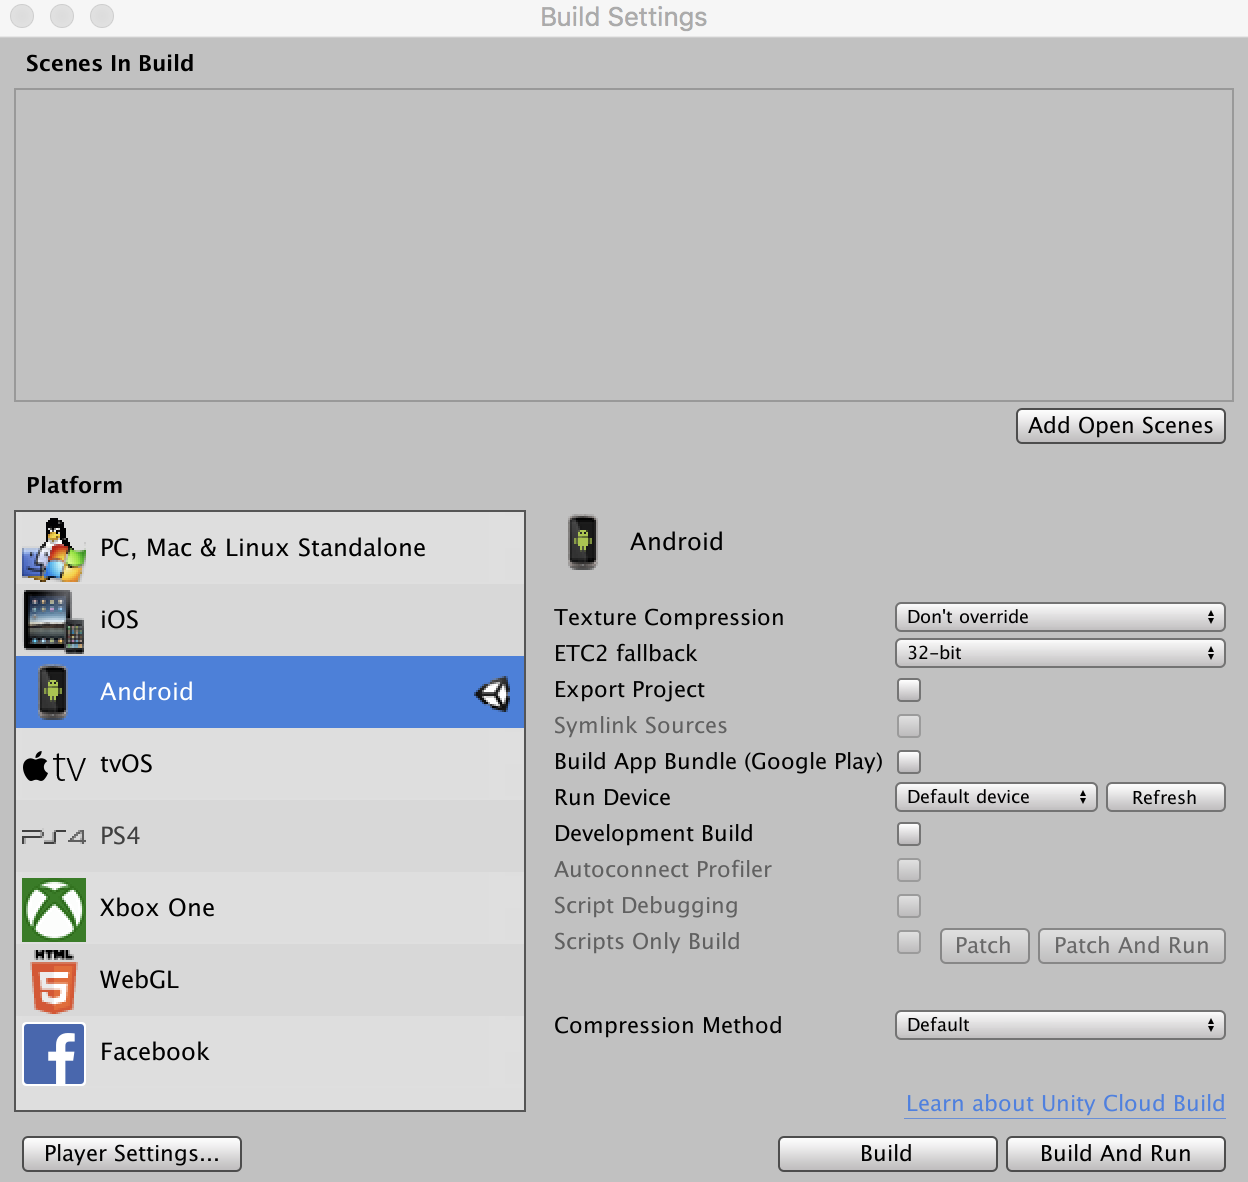 Build Settings
Scenes In Build
Add Open Scenes
Platform
PC, Mac & Linux Standalone
iOS
Android
tv tvOS
PS4 PS4
Xbox One
HTML
5 WebGL
f Facebook
Android
Texture Compression Don't override
ETC2 fallback 32-bit
Export Project
Symlink Sources
Build App Bundle (Google Play)
Run Device Default device Refresh
Development Build
Autoconnect Profiler
Script Debugging
Scripts Only Build Patch Patch And Run
Compression Method Default
Learn about Unity Cloud Build
Player Settings... Build Build And Run